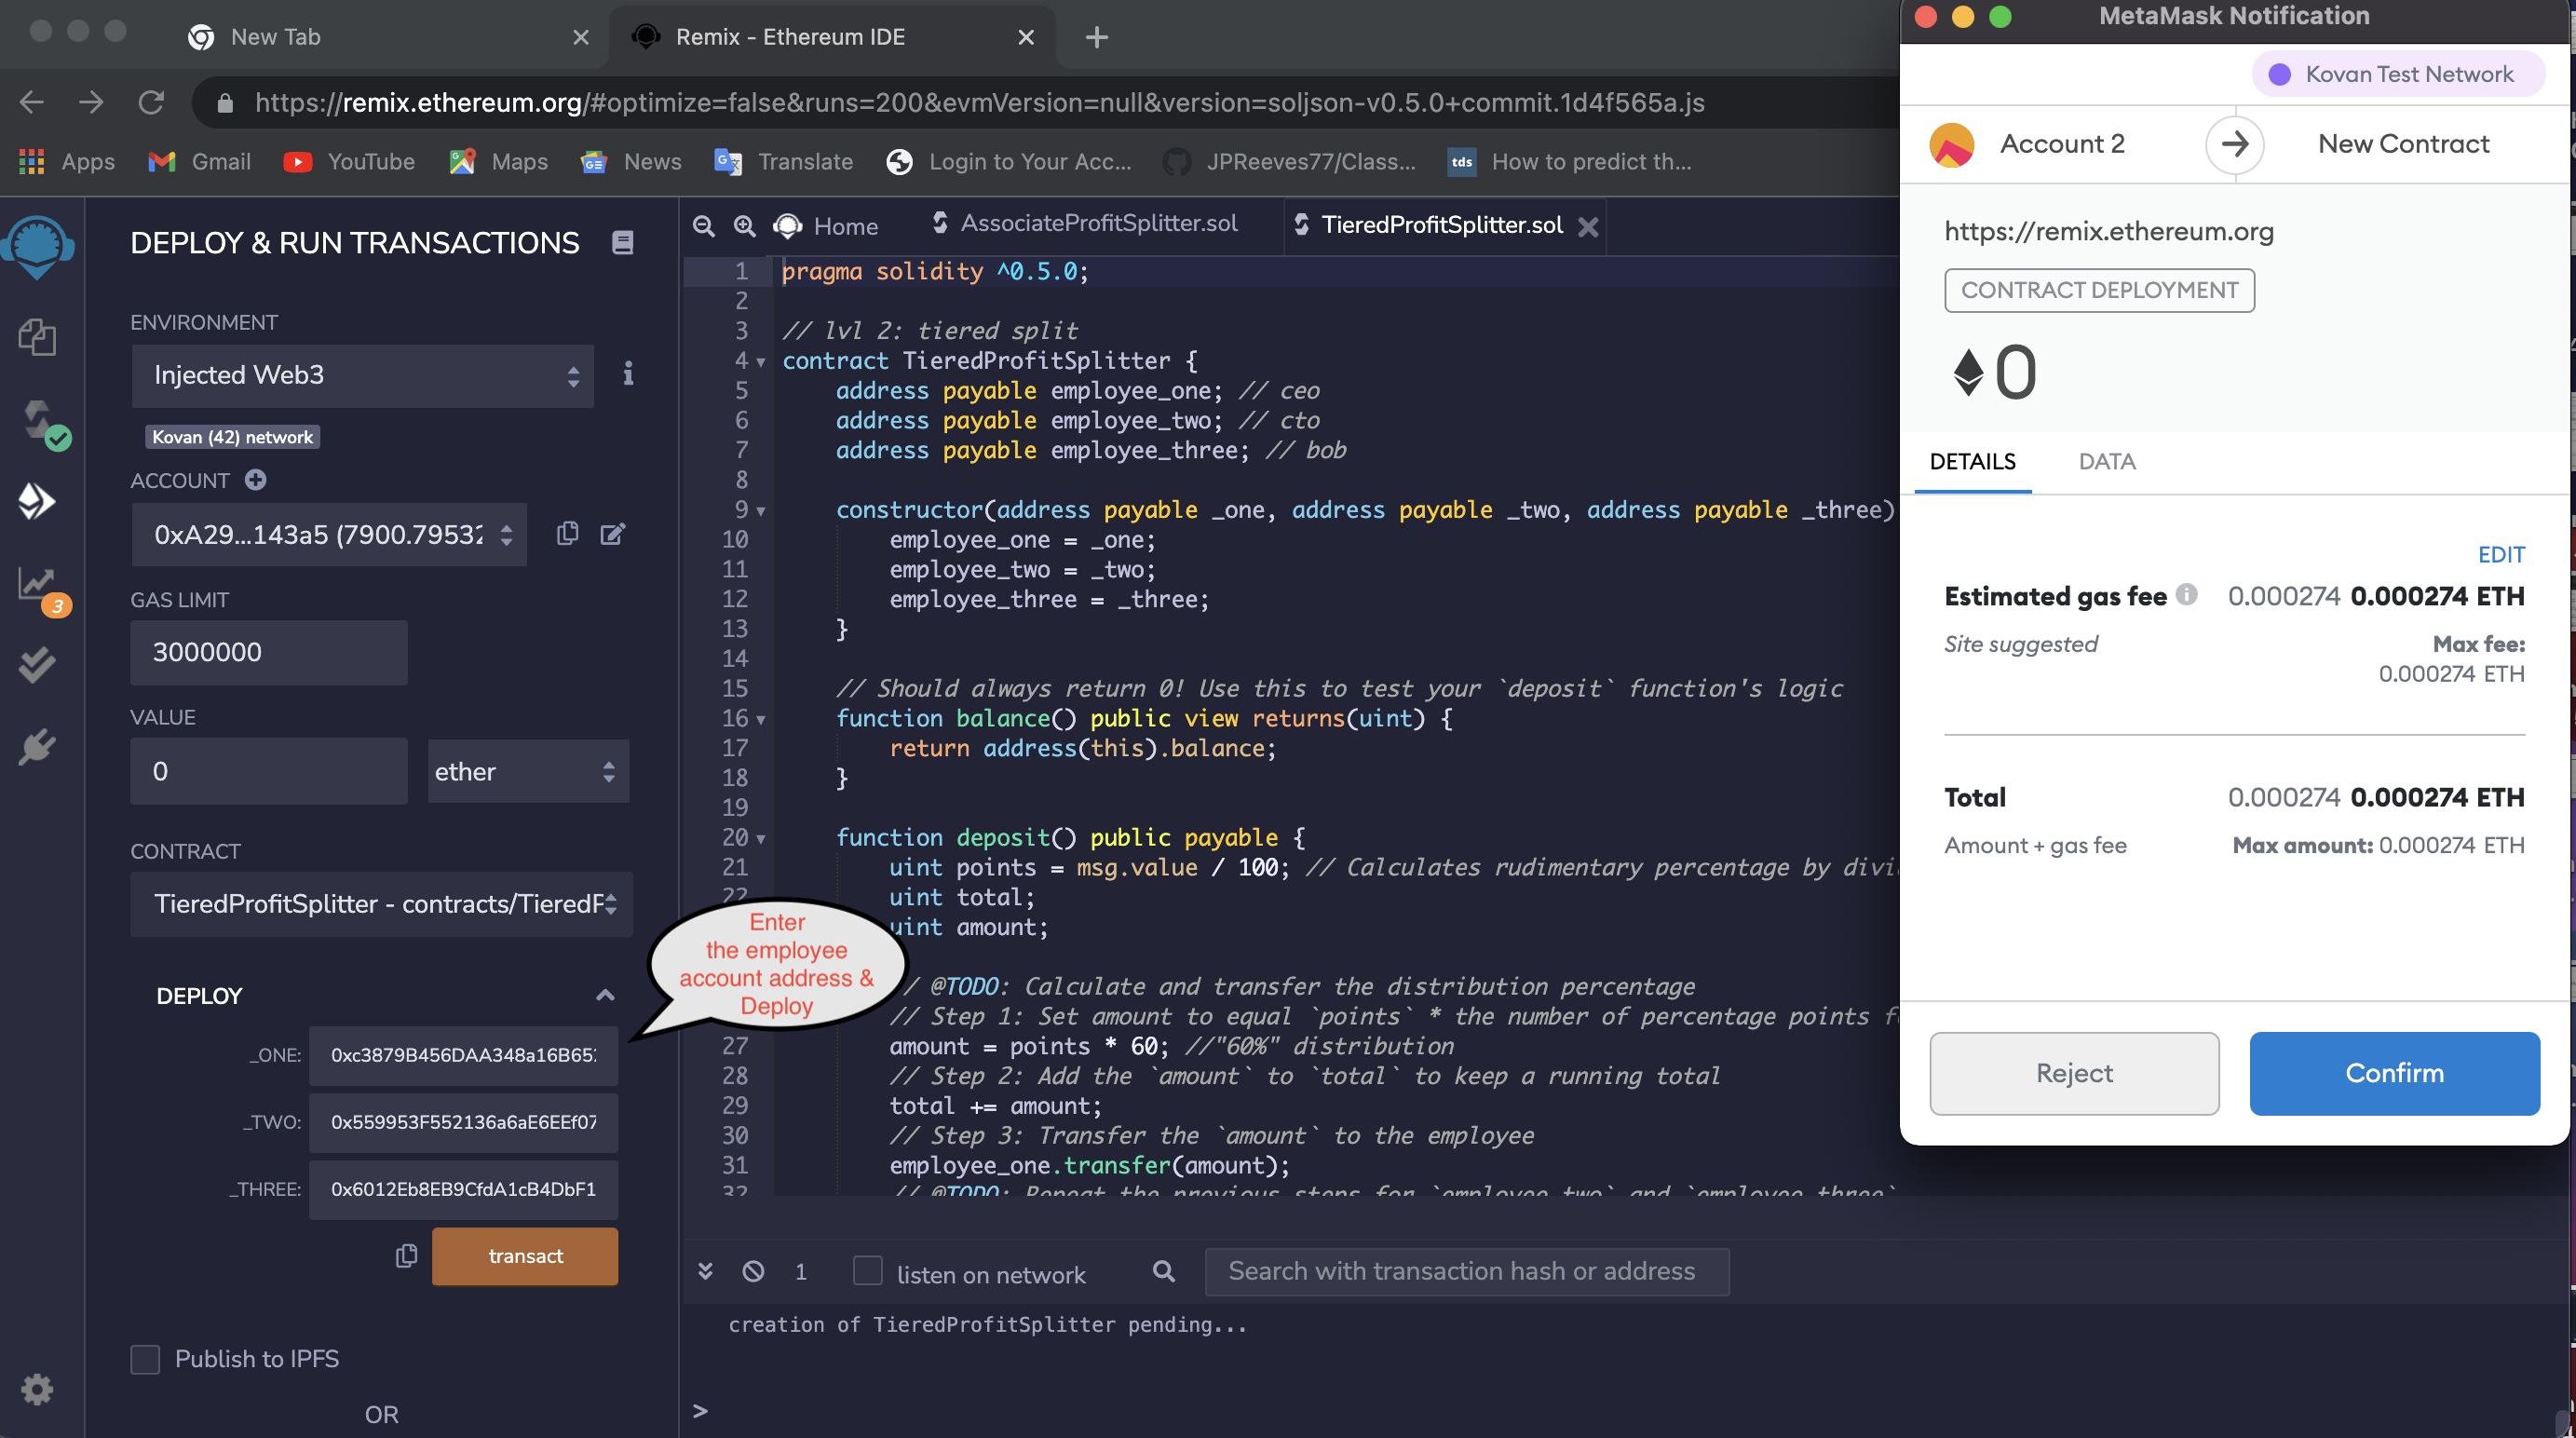 New Tab
Remix - Ethereum IDE
https://remix.ethereum.org/#optimize=false&runs=200&evmVersion=null&version=soljson-v0.5.0+commit.1d4f565a.js
Apps
Gmail
YouTube
Maps
News
Translate
Login to Your Acc...
JPReeves77/Class...
tds
How to predict th...
DEPLOY & RUN TRANSACTIONS
ENVIRONMENT
Injected Web3
Kovan (42) network
ACCOUNT
0xA29...143a5 (7900.79532
3
GAS LIMIT
3000000
VALUE
0
ether
CONTRACT
TieredProfitSplitter - contracts/TieredP
DEPLOY
_ONE:
0xc3879B456DAA348a16B65
_TWO:
0x559953F552136a6aE6EEf07
_THREE:
0x6012Eb8EB9CfdA1cB4DbF1
transact
Publish to IPFS
OR
Enter
the employee
account address &
Deploy
Home
AssociateProfitSplitter.sol
TieredProfitSplitter.sol
1 pragma solidity ^0.5.0;
2
3 // lvl 2: tiered split
4 contract TieredProfitSplitter {
5 address payable employee_one; // ceo
6 address payable employee_two; // cto
7 address payable employee_three; // bob
8
9 constructor(address payable _one, address payable _two, address payable _three)
10 employee_one = _one;
11 employee_two = _two;
12 employee_three = _three;
13 }
14
15 // Should always return 0! Use this to test your `deposit` function's logic
16 function balance() public view returns(uint) {
17 return address(this).balance;
18 }
19
20 function deposit() public payable {
21 uint points = msg.value / 100; // Calculates rudimentary percentage by divi
22 uint total;
uint amount;
/ @TODO: Calculate and transfer the distribution percentage
// Step 1: Set amount to equal `points` * the number of percentage points f
27 amount = points * 60; //"60%" distribution
28 // Step 2: Add the `amount` to `total` to keep a running total
29 total += amount;
30 // Step 3: Transfer the `amount` to the employee
31 employee_one.transfer(amount);
32 // @TODO: Repeat the previous steps for `employee_two` and `employee_three`
1
listen on network
Search with transaction hash or address
creation of TieredProfitSplitter pending...
>
MetaMask Notification
Kovan Test Network
Account 2
New Contract
https://remix.ethereum.org
CONTRACT DEPLOYMENT
0
DETAILS
DATA
EDIT
Estimated gas fee 0.000274 0.000274 ETH
Site suggested
Max fee:
0.000274 ETH
Total 0.000274 0.000274 ETH
Amount + gas fee Max amount: 0.000274 ETH
Reject
Confirm